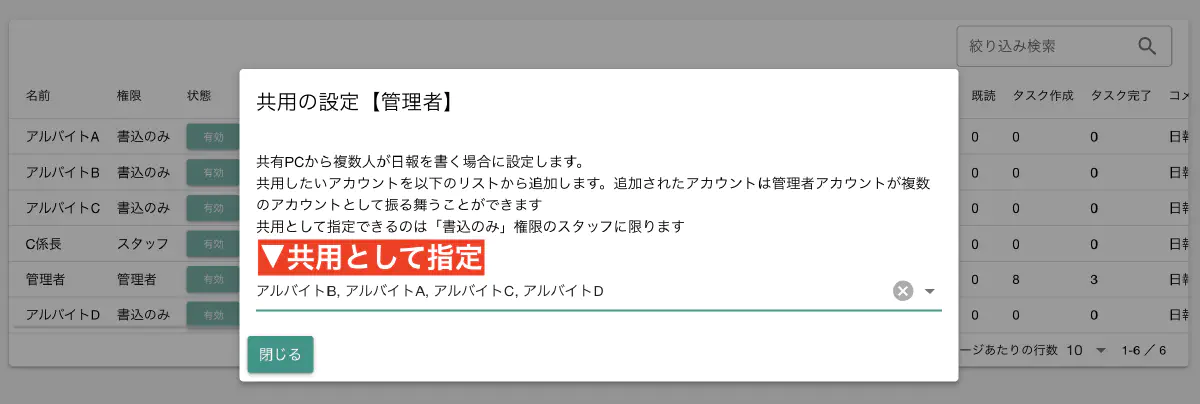 絞り込み検索
共用の設定【管理者】
名前 権限 状態 既読 タスク作成 タスク完了 コメ
アルバイトA 書込のみ 有効 0 0 0 日報
共有PCから複数人が日報を書く場合に設定します。
アルバイトB 書込のみ 有効 0 0 0 日報
共用したいアカウントを以下のリストから追加します。追加されたアカウントは管理者アカウントが複数
のアカウントとして振る舞うことができます
アルバイトC 書込のみ 有効 0 0 0 日報
共用として指定できるのは「書込のみ」権限のスタッフに限ります
C係長 スタッフ 有効 0 0 0 日報
▼共用として指定
管理者 管理者 有効 0 8 3 日報
アルバイトB, アルバイトA, アルバイトC, アルバイトD
アルバイトD 書込のみ 有効 0 0 0 日報
閉じる
ージあたりの行数 10 1-6 ／ 6